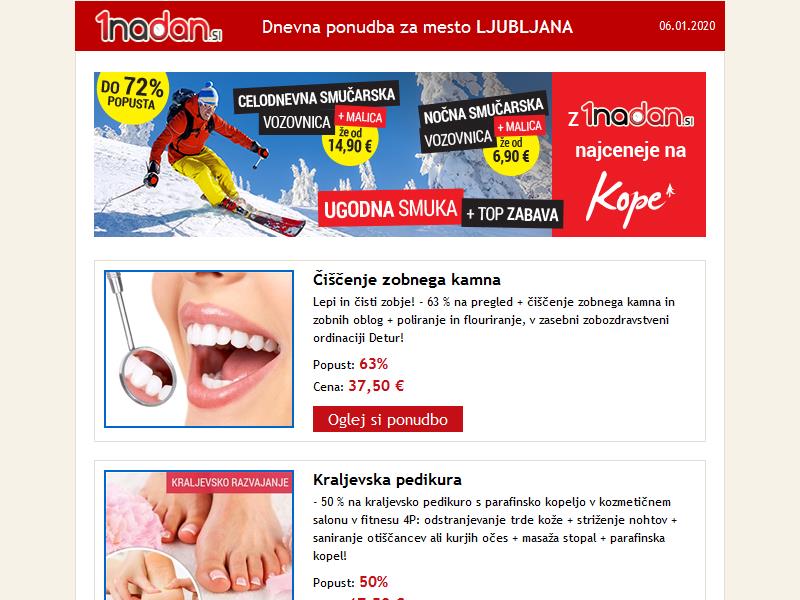 1nadan.si
Dnevna ponudba za mesto LJUBLJANA
06.01.2020
DO 72%
POPUSTA
CELODNEVNA SMUČARSKA
VOZOVNICA + MALICA
že od
14,90 €
NOČNA SMUČARSKA
VOZOVNICA + MALICA
že od
6,90 €
UGODNA SMUKA + TOP ZABAVA
z 1nadan.si
najceneje na
Kope
Čiščenje zobnega kamna
Lepi in čisti zobje! - 63 % na pregled + čiščenje zobnega kamna in
zobnih oblog + poliranje in flouriranje, v zasebni zobozdravstveni
ordinaciji Detur!
Popust: 63%
Cena: 37,50 €
Oglej si ponudbo
KRALJEVSKO RAZVAJANJE
Kraljevska pedikura
- 50 % na kraljevsko pedikuro s parafinsko kopeljo v kozmetičnem
salonu v fitnesu 4P: odstranjevanje trde kože + striženje nohtov +
saniranje otiščancev ali kurjih očes + masaža stopal + parafinska
kopel!
Popust: 50%